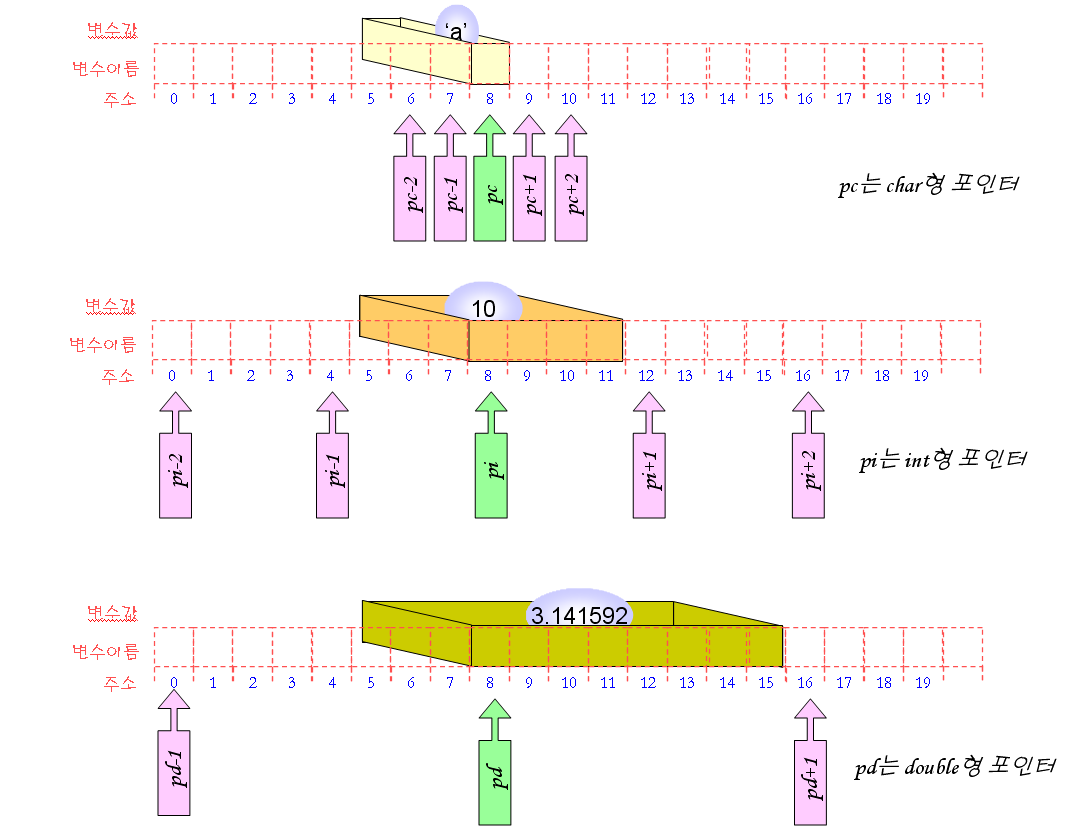 변수값 'a'
변수이름
주소 0 1 2 3 4 5 6 7 8 9 10 11 12 13 14 15 16 17 18 19
pc-2 pc-1 pc pc+1 pc+2
pc는 char형 포인터
변수값 10
변수이름
주소 0 1 2 3 4 5 6 7 8 9 10 11 12 13 14 15 16 17 18 19
pi-2 pi-1 pi pi+1 pi+2
pi는 int형 포인터
변수값 3.141592
변수이름
주소 0 1 2 3 4 5 6 7 8 9 10 11 12 13 14 15 16 17 18 19
pd-1 pd pd+1
pd는 double형 포인터